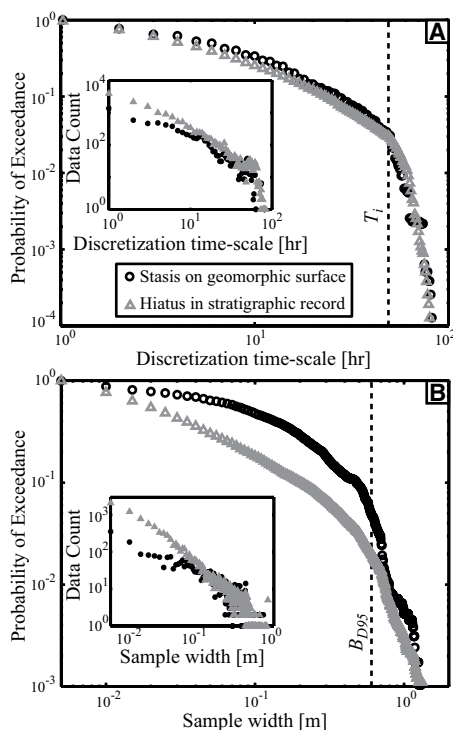 A
Probability of Exceedance
10^0
10^-1
10^-2
10^-3
10^-4
Data Count
10^4
10^2
10^0
10^0 10^1 10^2
Discretization time-scale [hr]
T_i
Stasis on geomorphic surface
Hiatus in stratigraphic record
10^0 10^1 10^2
Discretization time-scale [hr]
B
Probability of Exceedance
10^0
10^-1
10^-2
10^-3
Data Count
10^3
10^2
10^1
10^0
10^-2 10^-1 10^0
Sample width [m]
B_D95
10^-2 10^-1 10^0
Sample width [m]